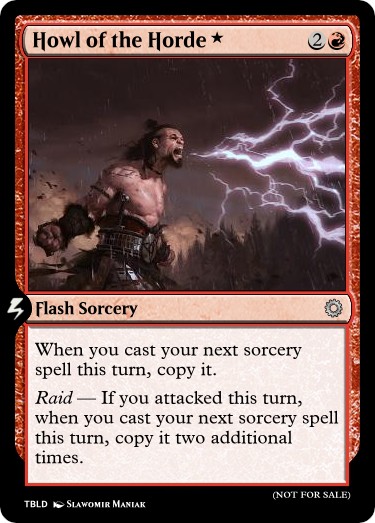 Howl of the Horde★ 2
Flash Sorcery
When you cast your next sorcery
spell this turn, copy it.
Raid — If you attacked this turn,
when you cast your next sorcery spell
this turn, copy it two additional
times.
TBLD Slawomir Maniak (NOT FOR SALE)